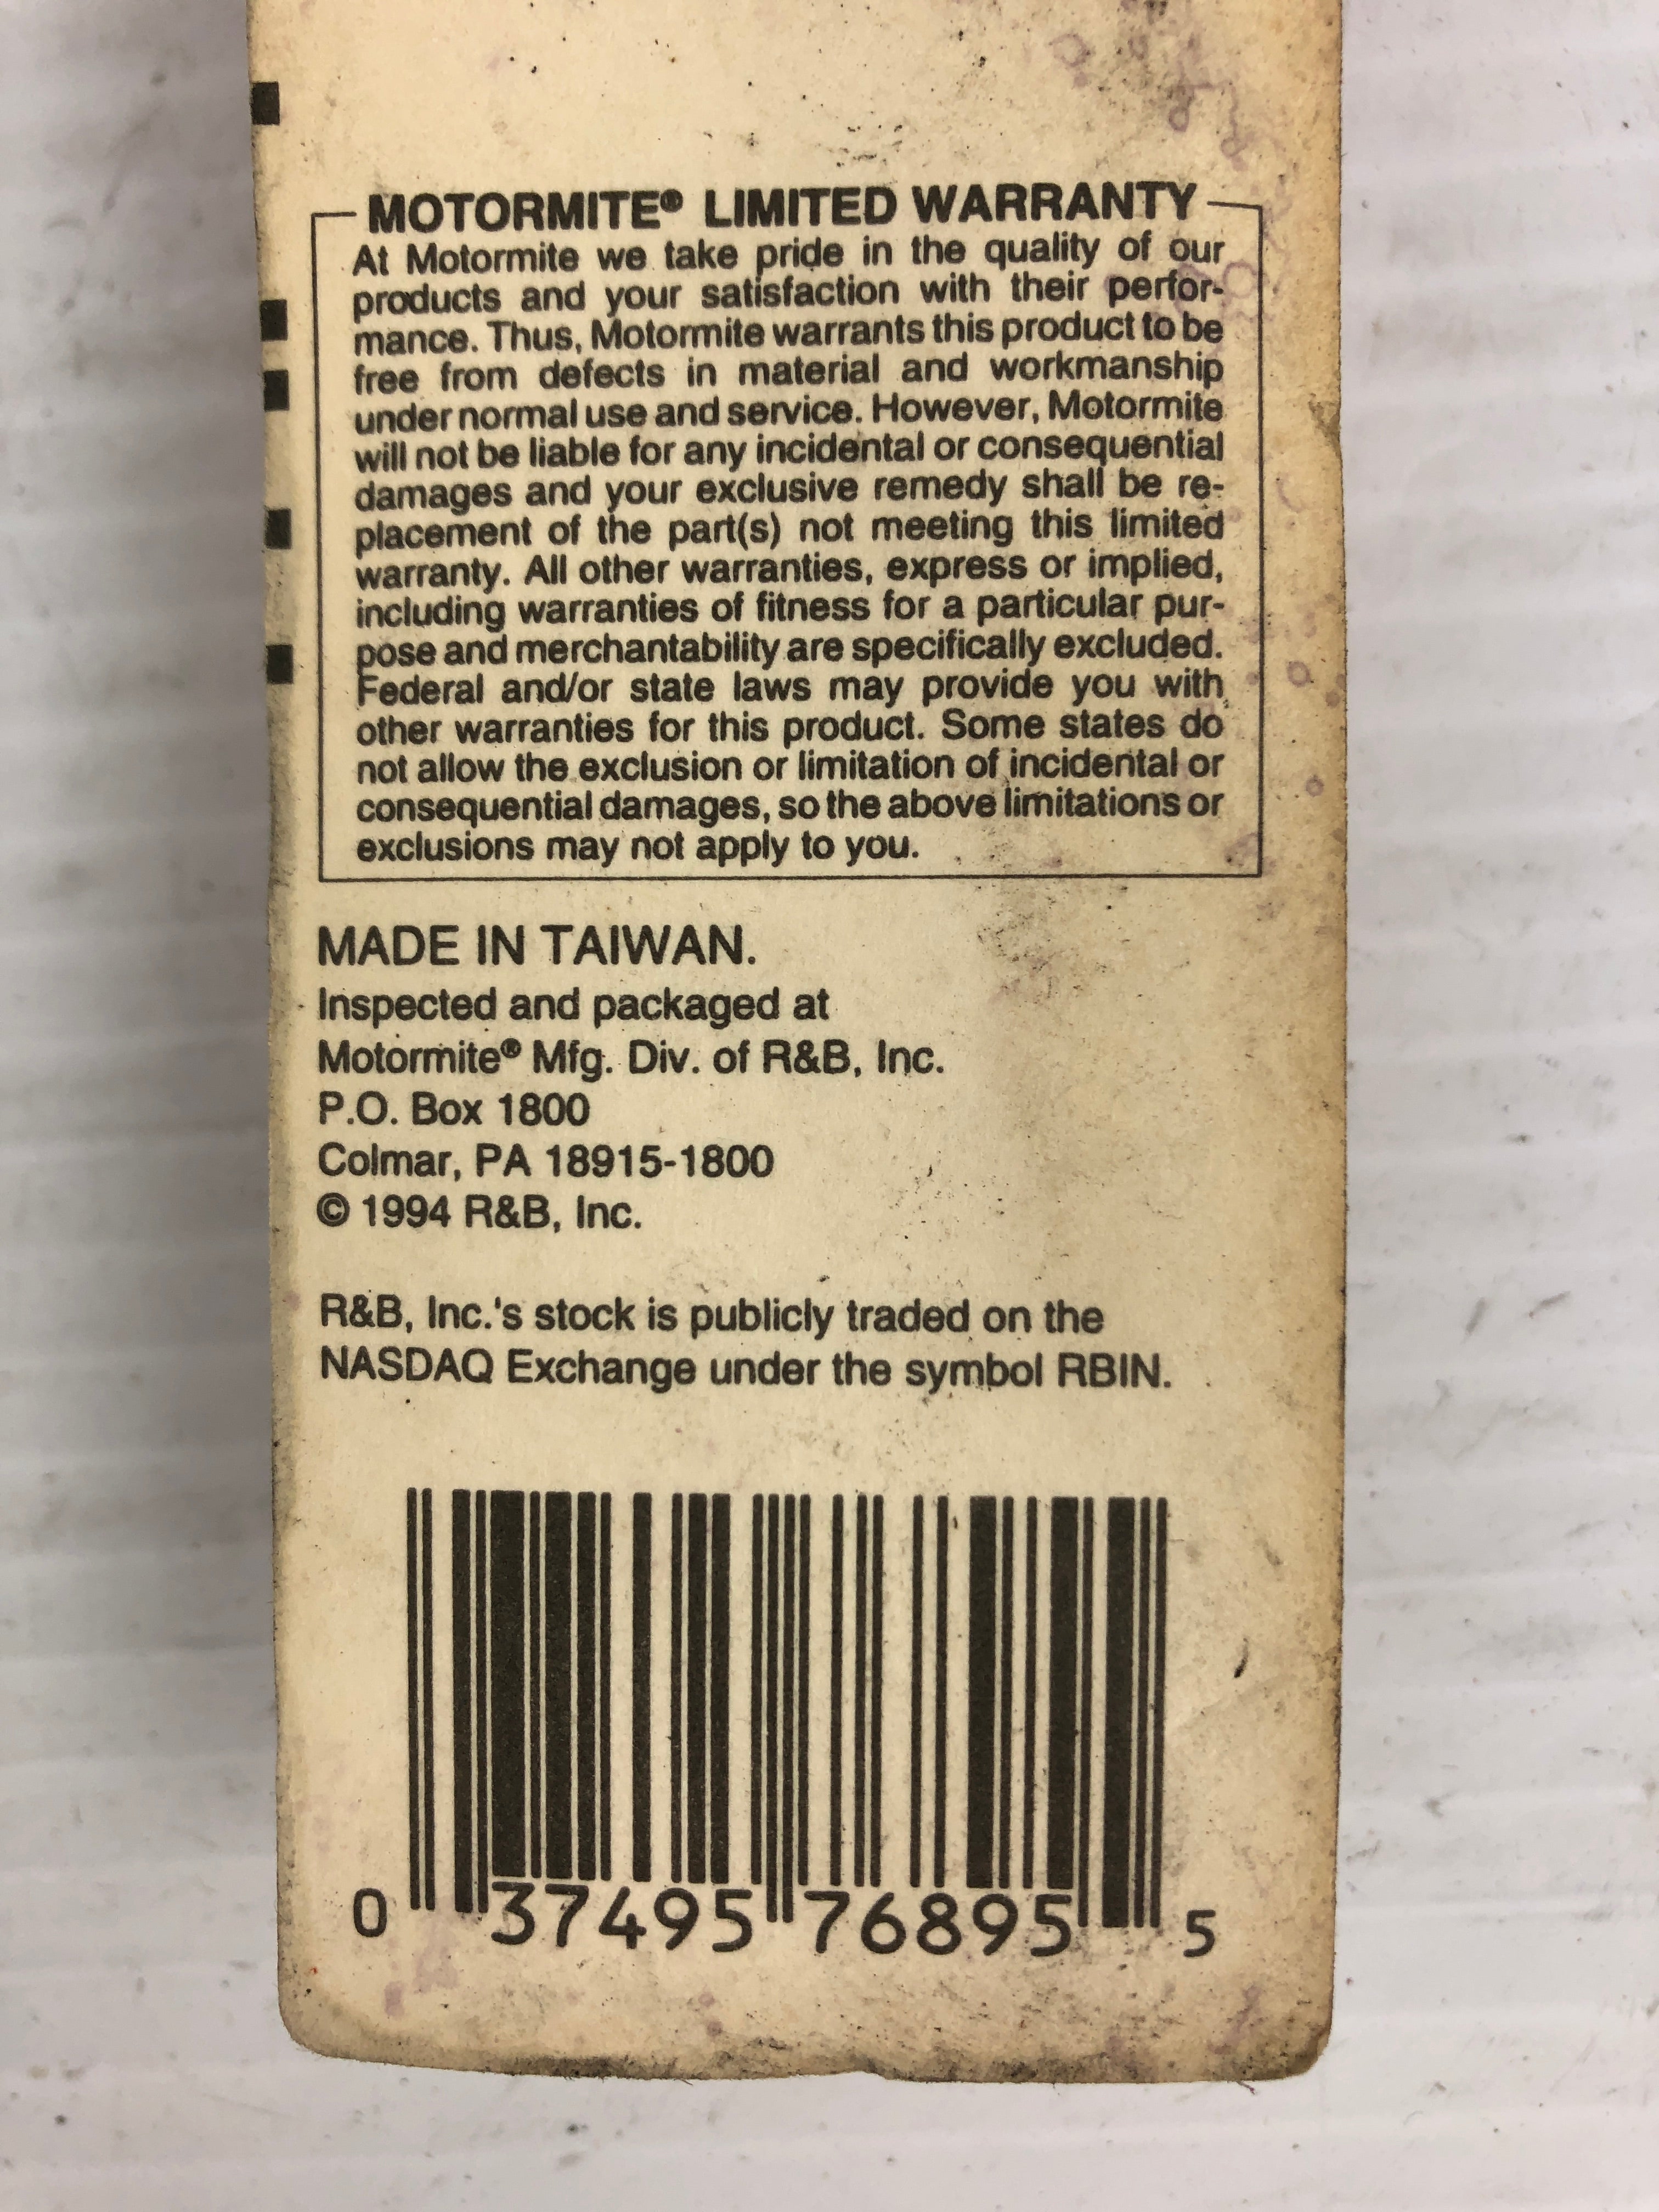 MOTORMITE® LIMITED WARRANTY
At Motormite we take pride in the quality of our
products and your satisfaction with their perfor-
mance. Thus, Motormite warrants this product to be
free from defects in material and workmanship
under normal use and service. However, Motormite
will not be liable for any incidental or consequential
damages and your exclusive remedy shall be re-
placement of the part(s) not meeting this limited
warranty. All other warranties, express or implied,
including warranties of fitness for a particular pur-
pose and merchantability are specifically excluded.
Federal and/or state laws may provide you with
other warranties for this product. Some states do
not allow the exclusion or limitation of incidental or
consequential damages, so the above limitations or
exclusions may not apply to you.
MADE IN TAIWAN.
Inspected and packaged at
Motormite® Mfg. Div. of R&B, Inc.
P.O. Box 1800
Colmar, PA 18915-1800
© 1994 R&B, Inc.
R&B, Inc.'s stock is publicly traded on the
NASDAQ Exchange under the symbol RBIN.
0 37495 76895 5